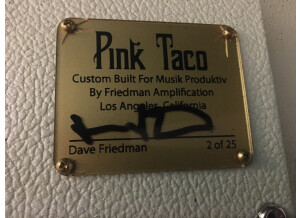 Pink Taco
Custom Built For Musik Produktiv
By Friedman Amplification
Los Angeles, California
Dave Friedman 2 of 25